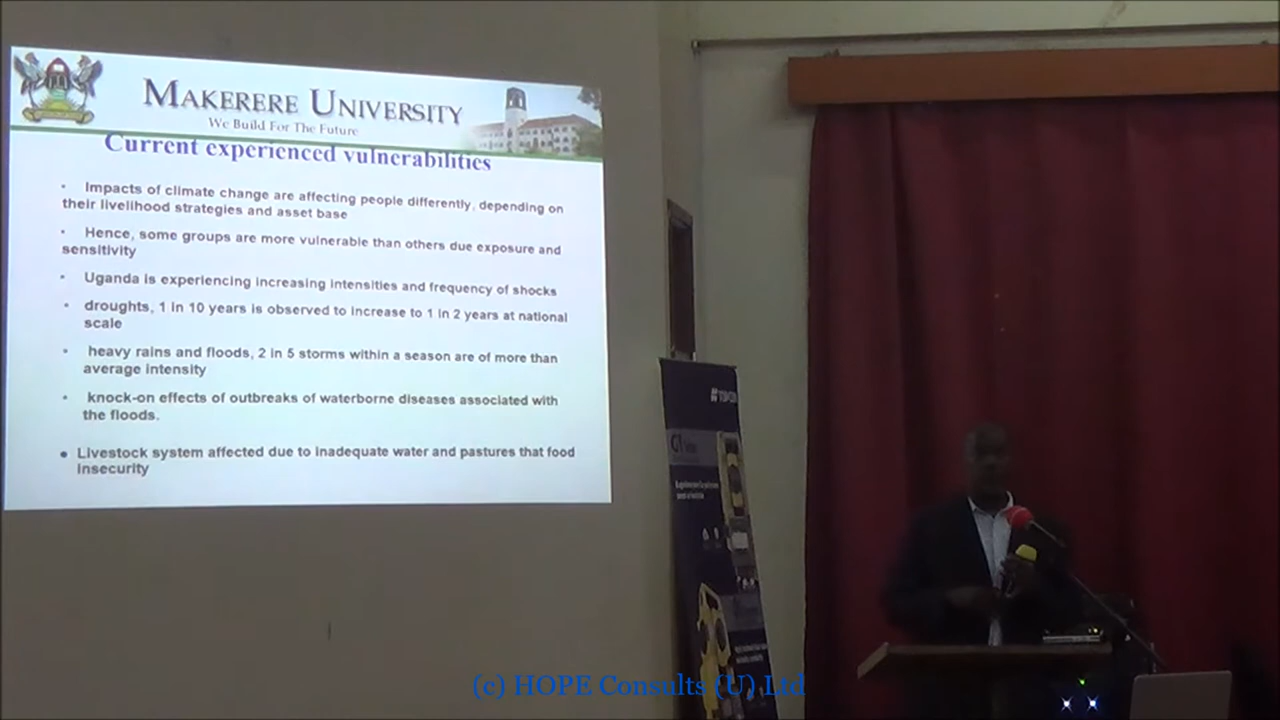 MAKERERE UNIVERSITY
We Build For The Future
Current experienced vulnerabilities
• Impacts of climate change are affecting people differently, depending on
their livelihood strategies and asset base
• Hence, some groups are more vulnerable than others due exposure and
sensitivity
• Uganda is experiencing increasing intensities and frequency of shocks
• droughts, 1 in 10 years is observed to increase to 1 in 2 years at national
scale
• heavy rains and floods, 2 in 5 storms within a season are of more than
average intensity
• knock-on effects of outbreaks of waterborne diseases associated with
the floods.
• Livestock system affected due to inadequate water and pastures that food
insecurity
(c) HOPE Consults (U) Ltd